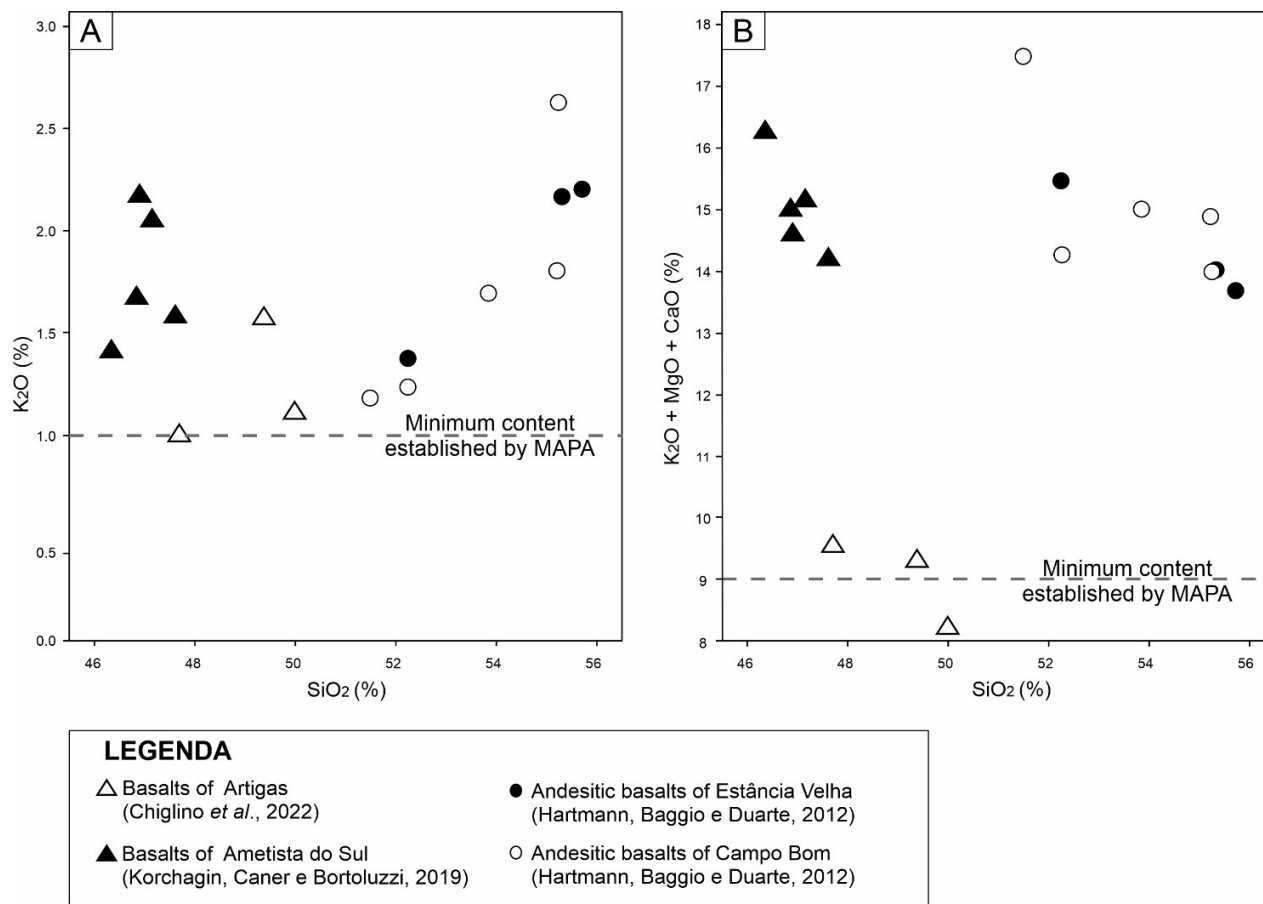 A
3.0
2.5
2.0
1.5
1.0
0.5
0.0
K2O (%)
Minimum content
established by MAPA
46 48 50 52 54 56
SiO2 (%)
B
18
17
16
15
14
13
12
11
10
9
8
K2O + MgO + CaO (%)
Minimum content
established by MAPA
46 48 50 52 54 56
SiO2 (%)
LEGENDA
Basalts of Artigas
(Chiglino et al., 2022)
Basalts of Ametista do Sul
(Korchagin, Caner e Bortoluzzi, 2019)
Andesitic basalts of Estância Velha
(Hartmann, Baggio e Duarte, 2012)
Andesitic basalts of Campo Bom
(Hartmann, Baggio e Duarte, 2012)